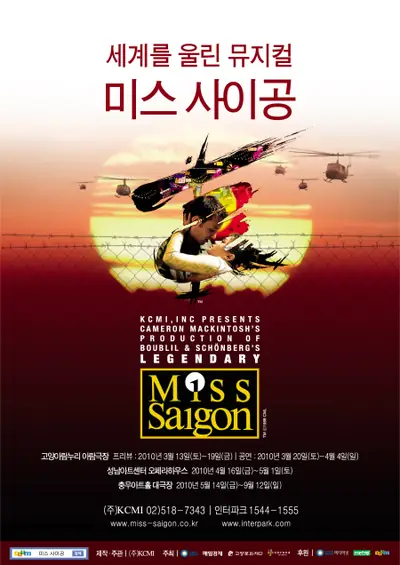 세계를 울린 뮤지컬
미스 사이공
TM
KCMI, INC PRESENTS
CAMERON MACKINTOSH'S
PRODUCTION OF
BOUBLIL & SCHÖNBERG'S
LEGENDARY
Miss
Saigon
고양아람누리 아람극장 프리뷰 : 2010년 3월 13일(토)~19일(금) | 공연 : 2010년 3월 20일(토)~4월 4일(일)
성남아트센터 오페라하우스 2010년 4월 16일(금)~5월 1일(토)
충무아트홀 대극장 2010년 5월 14일(금)~9월 12일(일)
(주)KCMI 02)518-7343 | 인터파크 1544-1555
www.miss-saigon.co.kr www.interpark.com
미스 사이공 제작·주관 | (주)KCMI 주최 | 매일경제 고양문화재단 후원 |